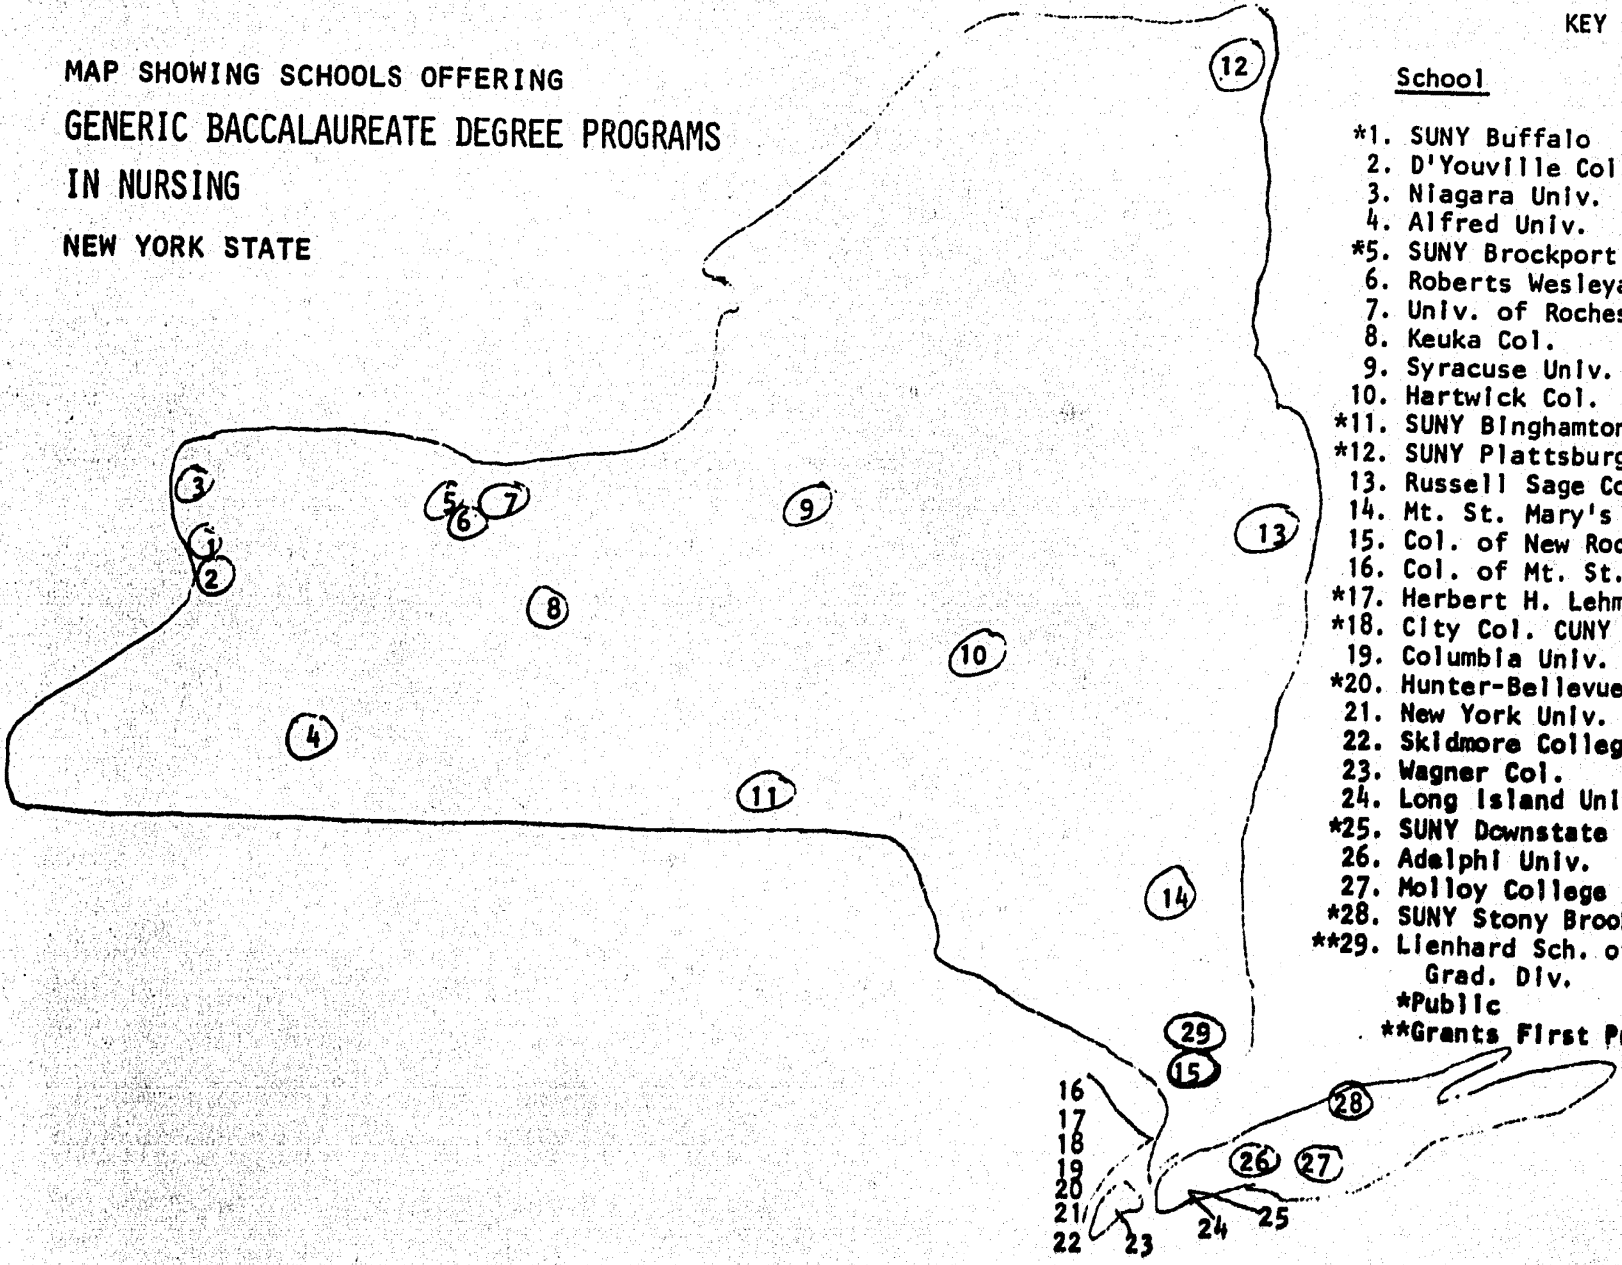 MAP SHOWING SCHOOLS OFFERING
GENERIC BACCALAUREATE DEGREE PROGRAMS
IN NURSING
NEW YORK STATE
KEY
School
*1. SUNY Buffalo
2. D'Youville Col
3. Niagara Univ.
4. Alfred Univ.
*5. SUNY Brockport
6. Roberts Wesleya
7. Univ. of Roches
8. Keuka Col.
9. Syracuse Univ.
10. Hartwick Col.
*11. SUNY Binghamton
*12. SUNY Plattsburg
13. Russell Sage Co
14. Mt. St. Mary's
15. Col. of New Roc
16. Col. of Mt. St.
*17. Herbert H. Lehm
*18. City Col. CUNY
19. Columbia Univ.
*20. Hunter-Bellevue
21. New York Univ.
22. Skidmore Colleg
23. Wagner Col.
24. Long Island Uni
*25. SUNY Downstate
26. Adelphi Univ.
27. Molloy College
*28. SUNY Stony Broo
**29. Lienhard Sch. o
Grad. Div.
*Public
**Grants First P
12
3
5
7
6
9
13
1
2
8
10
4
11
14
29
15
16
17
18
19
20
21
22
23
24
25
26
27
28